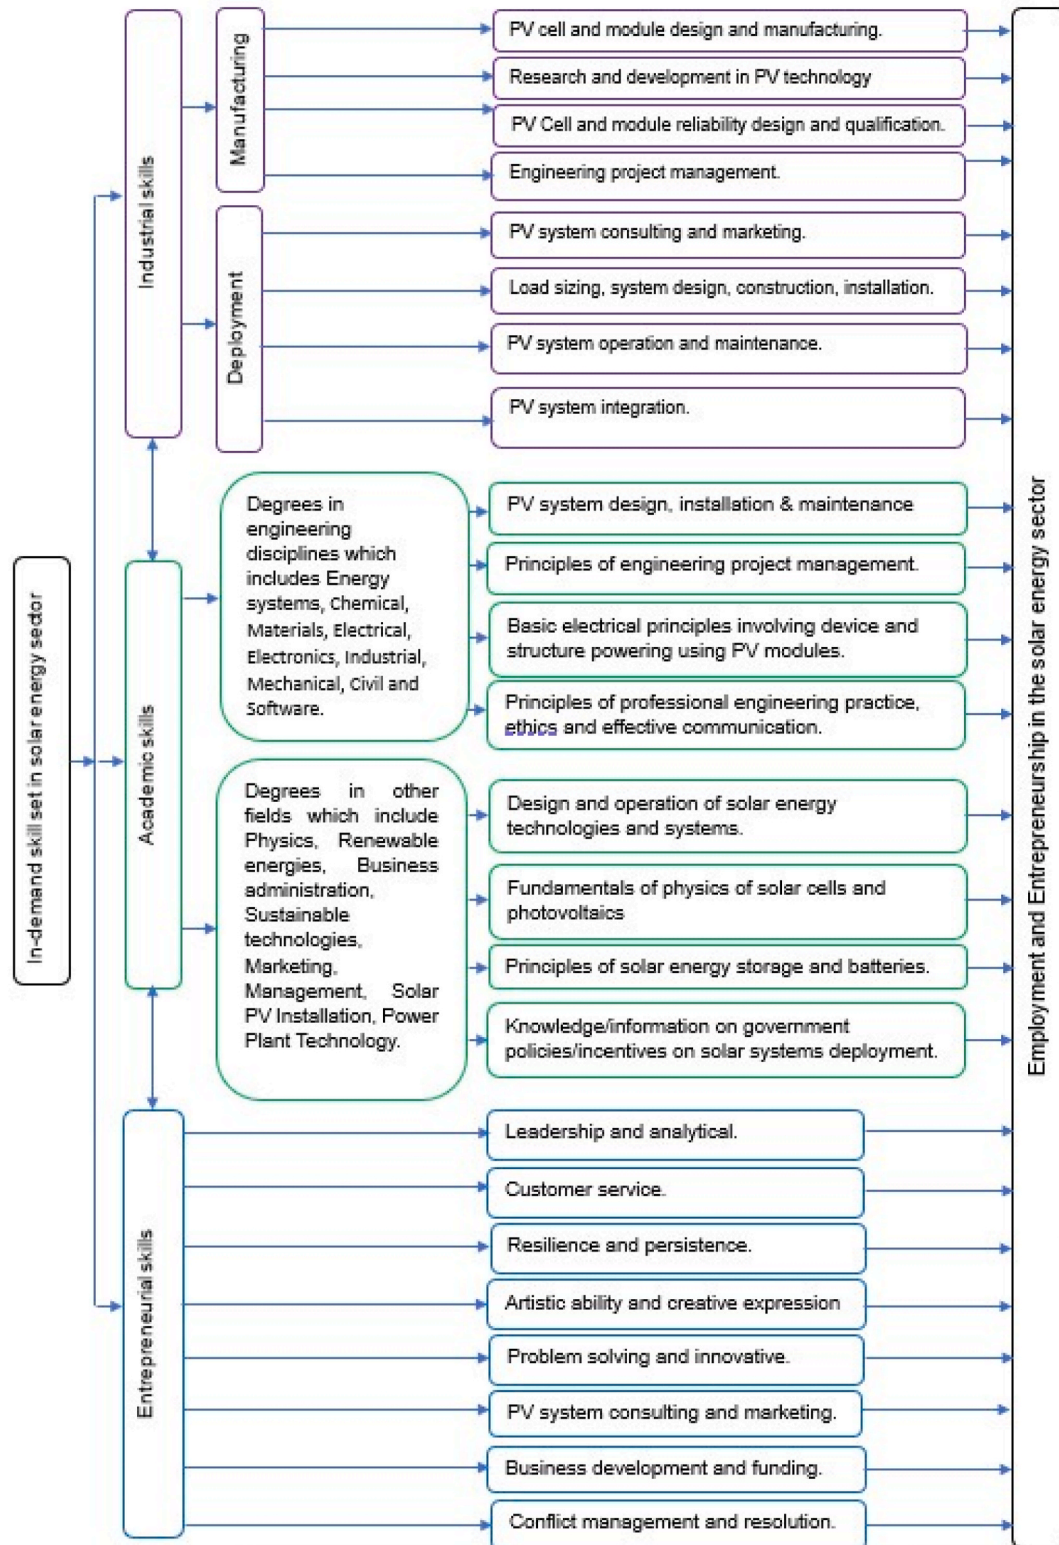 In-demand skill set in solar energy sector
Industrial skills
Manufacturing
PV cell and module design and manufacturing.
Research and development in PV technology
PV Cell and module reliability design and qualification.
Engineering project management.
Deployment
PV system consulting and marketing.
Load sizing, system design, construction, installation.
PV system operation and maintenance.
PV system integration.
Academic skills
Degrees in
engineering
disciplines which
includes Energy
systems, Chemical,
Materials, Electrical,
Electronics, Industrial,
Mechanical, Civil and
Software.
PV system design, installation & maintenance
Principles of engineering project management.
Basic electrical principles involving device and
structure powering using PV modules.
Principles of professional engineering practice,
ethics and effective communication.
Degrees in other
fields which include
Physics, Renewable
energies, Business
administration,
Sustainable
technologies,
Marketing,
Management, Solar
PV Installation, Power
Plant Technology.
Design and operation of solar energy
technologies and systems.
Fundamentals of physics of solar cells and
photovoltaics
Principles of solar energy storage and batteries.
Knowledge/information on government
policies/incentives on solar systems deployment.
Entrepreneurial skills
Leadership and analytical.
Customer service.
Resilience and persistence.
Artistic ability and creative expression
Problem solving and innovative.
PV system consulting and marketing.
Business development and funding.
Conflict management and resolution.
Employment and Entrepreneurship in the solar energy sector